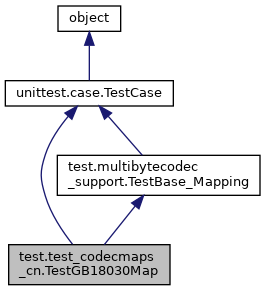 object
unittest.case.TestCase
test.multibytecodec
_support.TestBase_Mapping
test.test_codecmaps
_cn.TestGB18030Map